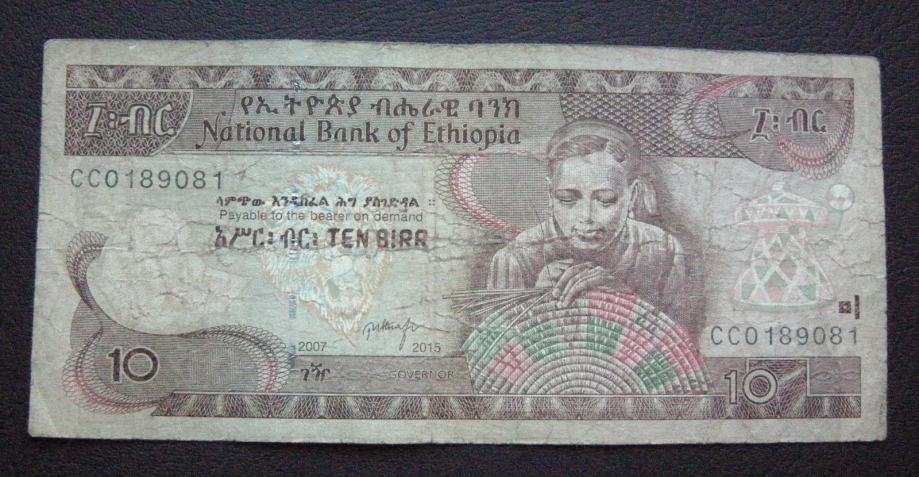 የኢትዮጵያ ብሔራዊ ባንክ
National Bank of Ethiopia
፲፡ብር
፲፡ብር
CC0189081
ላምጭው እንዲከፈል ሕግ ያስገድዳል ።
Payable to the bearer on demand
አሥር፡ ብር፡ TEN BIRR
CC0189081
2007 2015
ገዥ GOVERNOR
10
10